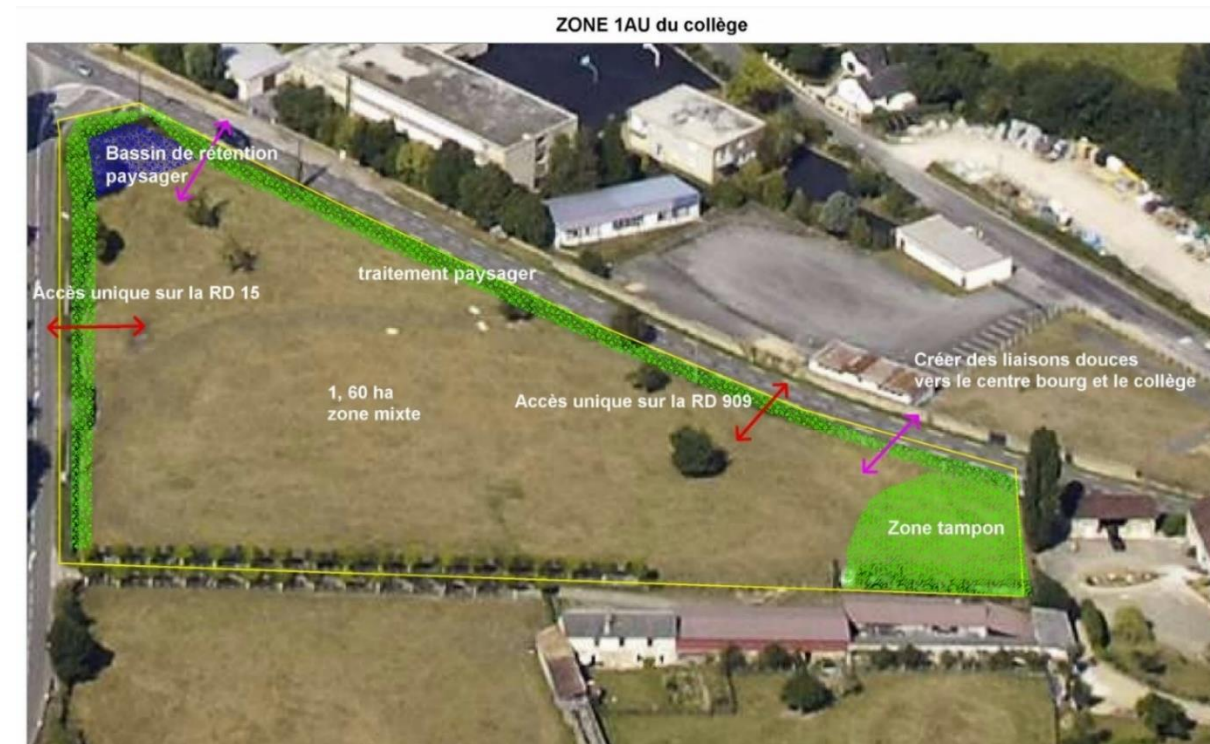 ZONE 1AU du collège
Bassin de rétention
paysager
traitement paysager
Accès unique sur la RD 15
1, 60 ha
zone mixte
Accès unique sur la RD 909
Créer des liaisons douces
vers le centre bourg et le collège
Zone tampon